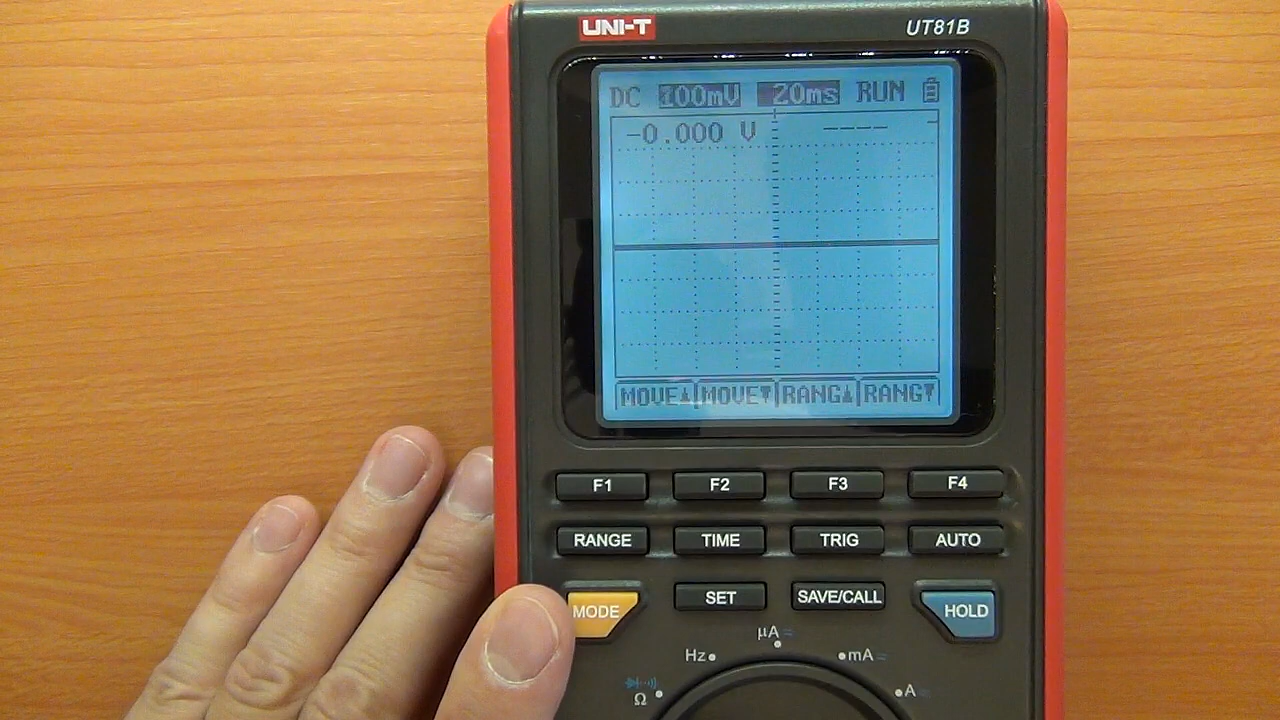 UNI-T UT81B
DC 100mV 20ms RUN
-0.000 V ----
MOVE▲ MOVE▼ RANG▲ RANG▼
F1 F2 F3 F4
RANGE TIME TRIG AUTO
MODE SET SAVE/CALL HOLD
µA
Hz mA
Ω A